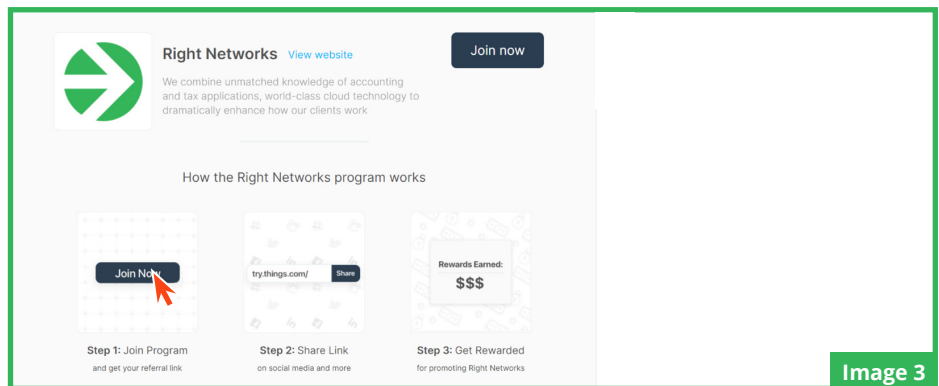 Right Networks View website
Join now
We combine unmatched knowledge of accounting
and tax applications, world-class cloud technology to
dramatically enhance how our clients work
How the Right Networks program works
Join Now
try.things.com/ Share
Rewards Earned:
$$$
Step 1: Join Program
and get your referral link
Step 2: Share Link
on social media and more
Step 3: Get Rewarded
for promoting Right Networks
Image 3